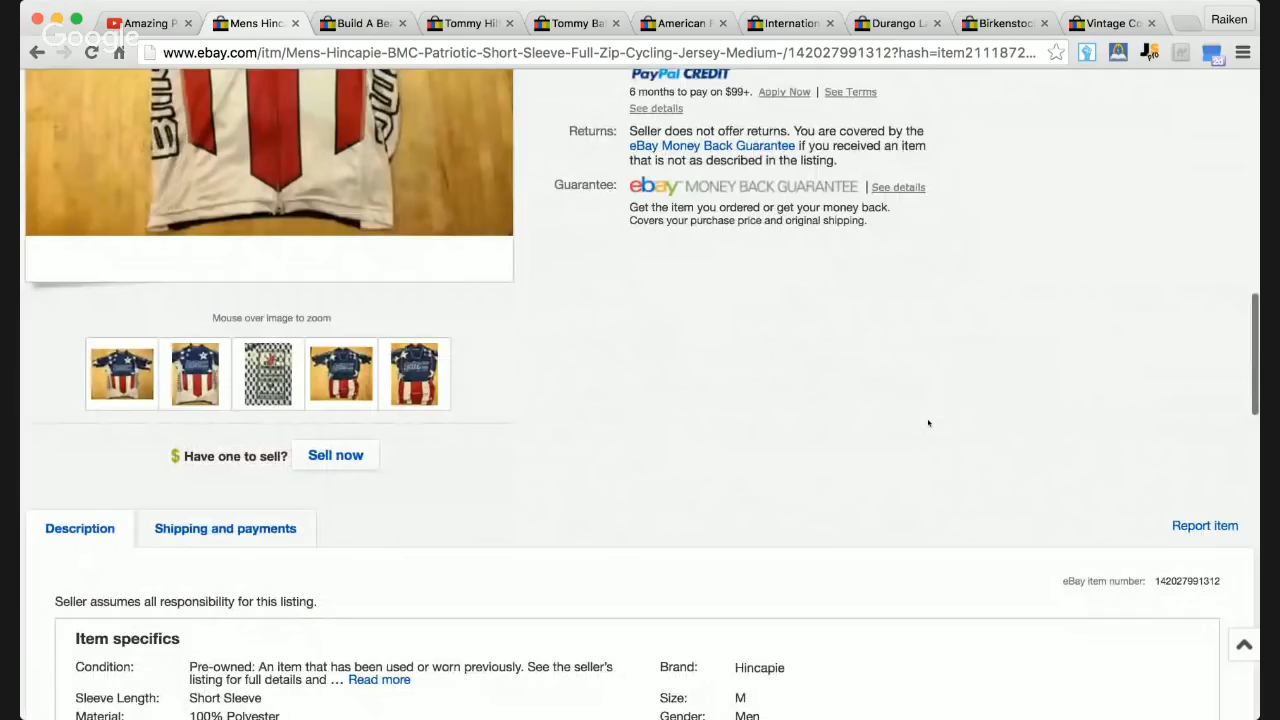 Amazing P
Mens Hinc
Build A Be
Tommy Hil
Tommy Ba
American F
Internation
Durango L
Birkenstoc
Vintage Co
Raiken
Google
www.ebay.com/itm/Mens-Hincapie-BMC-Patriotic-Short-Sleeve-Full-Zip-Cycling-Jersey-Medium-/142027991312?hash=item2111872...
PayPal CREDIT
6 months to pay on $99+. Apply Now | See Terms
See details
Returns: Seller does not offer returns. You are covered by the
eBay Money Back Guarantee if you received an item
that is not as described in the listing.
Guarantee: ebay MONEY BACK GUARANTEE | See details
Get the item you ordered or get your money back.
Covers your purchase price and original shipping.
Mouse over image to zoom
$ Have one to sell? Sell now
Description
Shipping and payments
Report item
eBay item number: 142027991312
Seller assumes all responsibility for this listing.
Item specifics
Condition: Pre-owned: An item that has been used or worn previously. See the seller's
listing for full details and ... Read more
Brand: Hincapie
Sleeve Length: Short Sleeve
Size: M
Material: 100% Polyester
Gender: Men